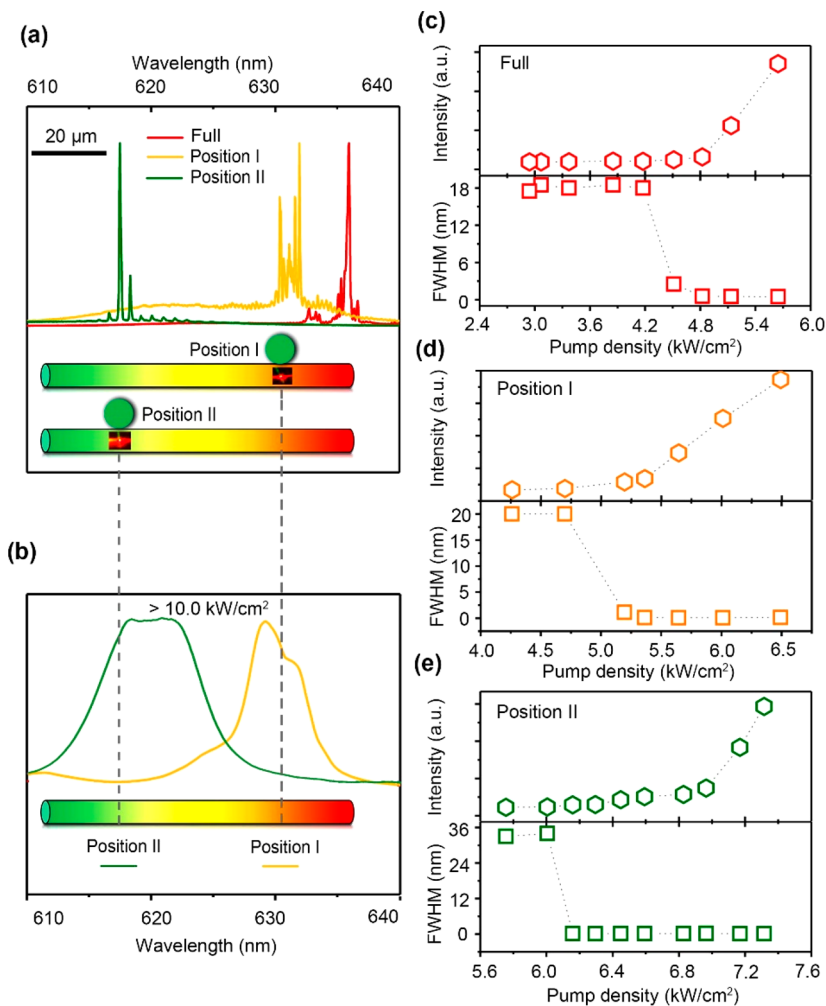 (a)
Wavelength (nm)
610 620 630 640
20 μm
Full
Position I
Position II
Position I
Position II
(b)
> 10.0 kW/cm²
Position II Position I
610 620 630 640
Wavelength (nm)
(c)
Full
Intensity (a.u.)
18
12
6
0
FWHM (nm)
2.4 3.0 3.6 4.2 4.8 5.4 6.0
Pump density (kW/cm²)
(d)
Position I
Intensity (a.u.)
20
15
10
5
0
FWHM (nm)
4.0 4.5 5.0 5.5 6.0 6.5
Pump density (kW/cm²)
(e)
Position II
Intensity (a.u.)
36
24
12
0
FWHM (nm)
5.6 6.0 6.4 6.8 7.2 7.6
Pump density (kW/cm²)